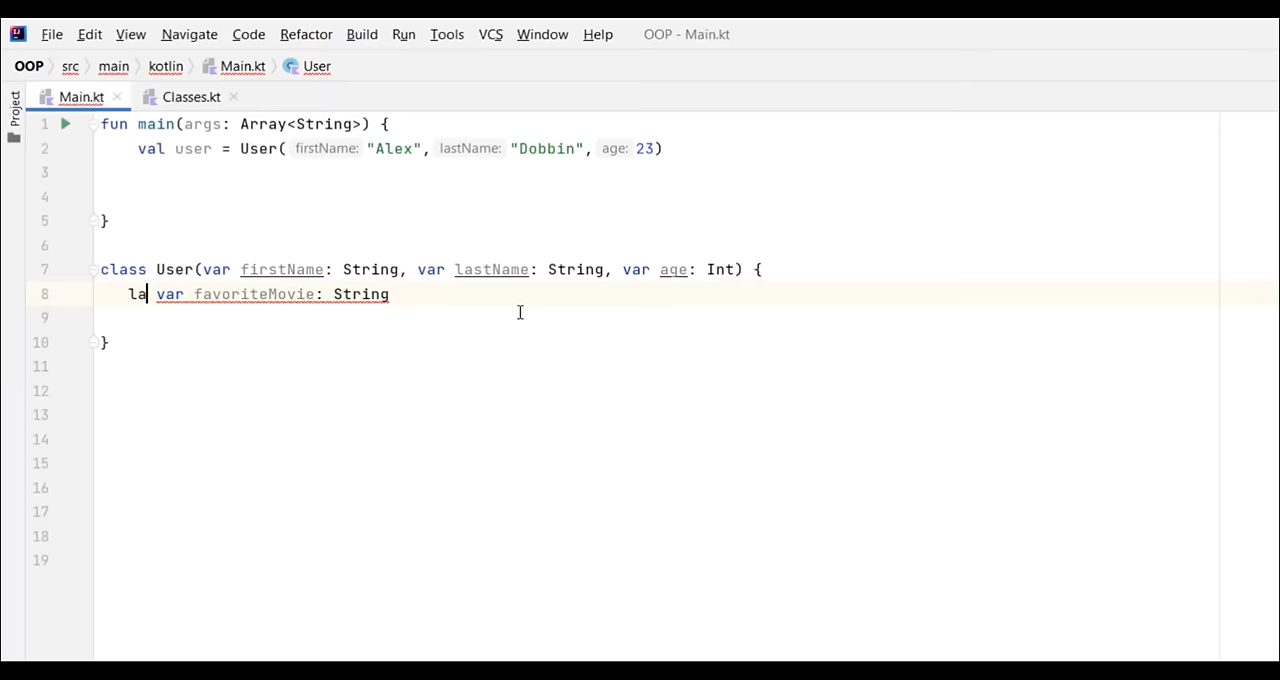 File Edit View Navigate Code Refactor Build Run Tools VCS Window Help OOP - Main.kt
OOP src main kotlin Main.kt User
Project
Main.kt Classes.kt
1 fun main(args: Array<String>) {
2 val user = User( firstName: "Alex", lastName: "Dobbin", age: 23)
3
4
5 }
6
7 class User(var firstName: String, var lastName: String, var age: Int) {
8 la var favoriteMovie: String
9
10 }
11
12
13
14
15
16
17
18
19